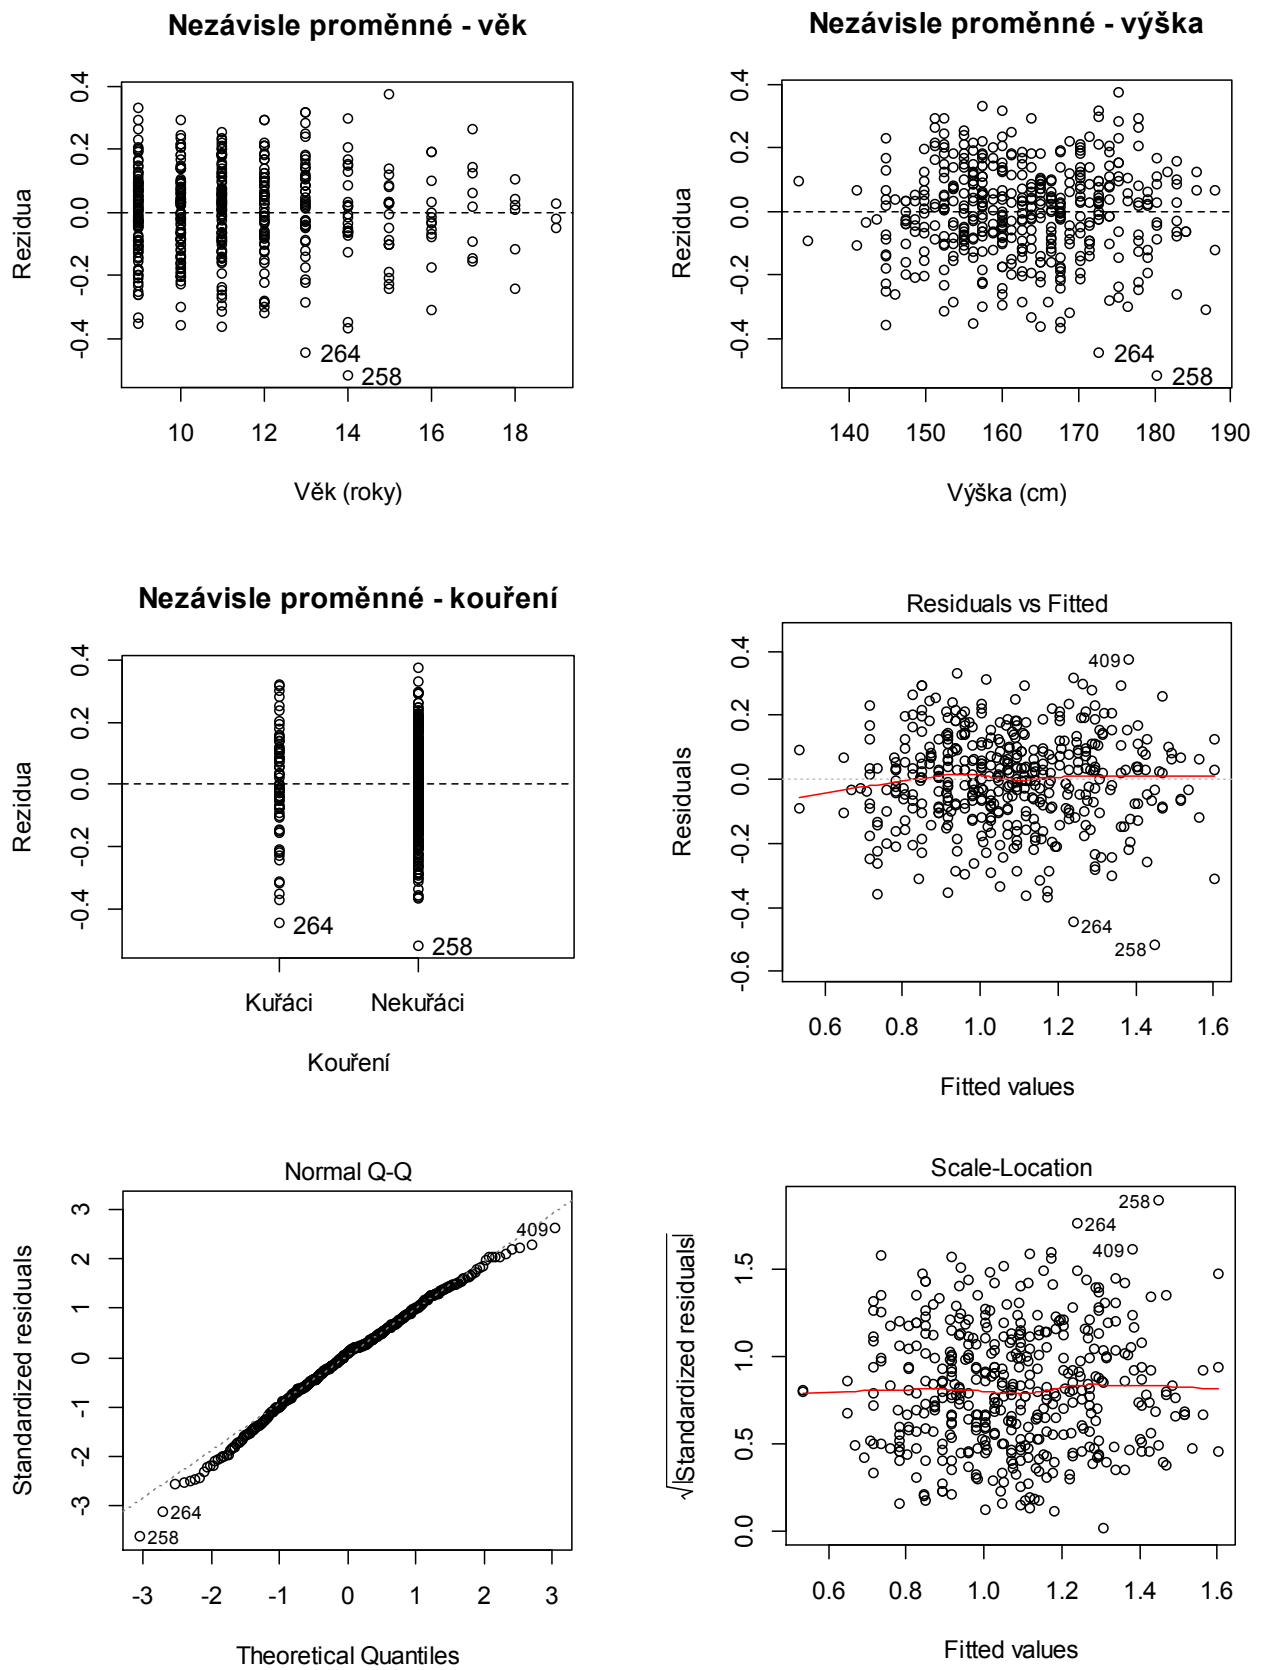 Nezávisle proměnné - věk
Rezidua
0.4
0.2
0.0
-0.2
-0.4
264
258
10 12 14 16 18
Věk (roky)
Nezávisle proměnné - výška
Rezidua
0.4
0.2
0.0
-0.2
-0.4
264
258
140 150 160 170 180 190
Výška (cm)
Nezávisle proměnné - kouření
Rezidua
0.4
0.2
0.0
-0.2
-0.4
264
258
Kuřáci Nekuřáci
Kouření
Residuals vs Fitted
Residuals
0.4
0.2
0.0
-0.2
-0.4
-0.6
409
264
258
0.6 0.8 1.0 1.2 1.4 1.6
Fitted values
Normal Q-Q
Standardized residuals
3
2
1
0
-1
-2
-3
409
264
258
-3 -2 -1 0 1 2 3
Theoretical Quantiles
Scale-Location
√|Standardized residuals|
1.5
1.0
0.5
0.0
258
264
409
0.6 0.8 1.0 1.2 1.4 1.6
Fitted values